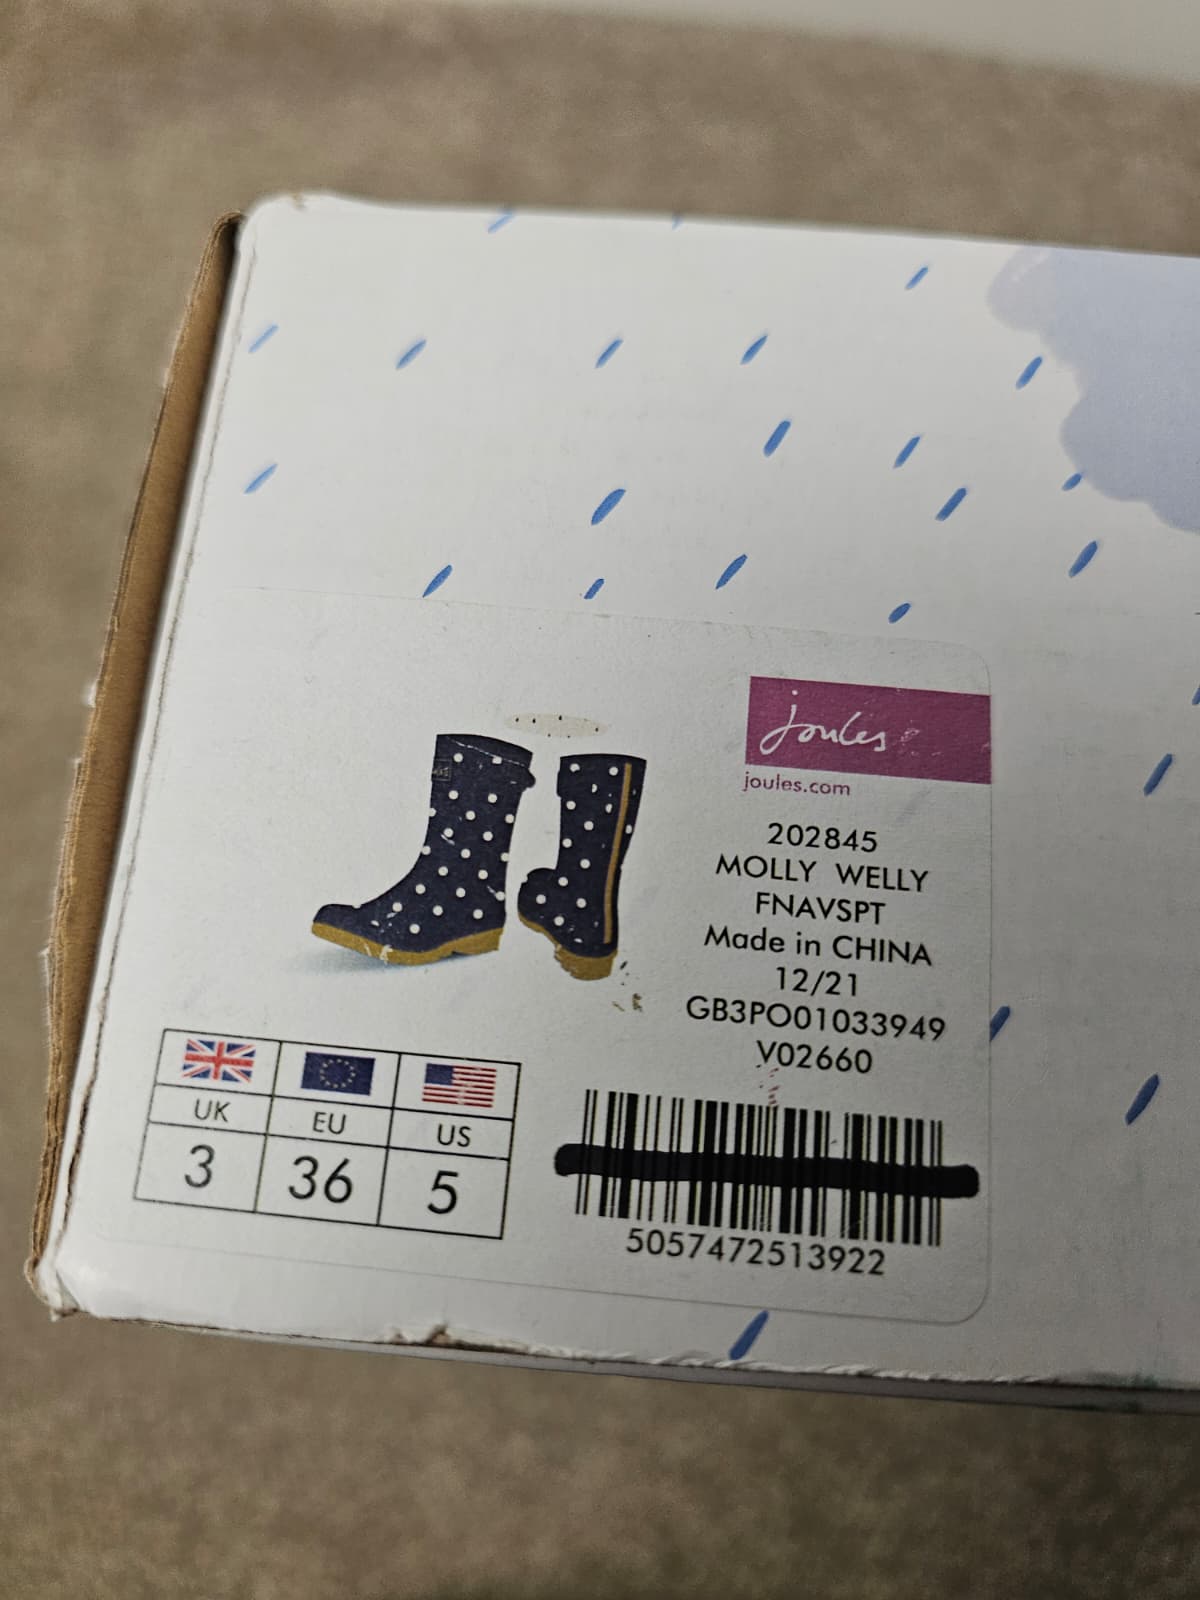 joules
joules.com
202845
MOLLY WELLY
FNAVSPT
Made in CHINA
12/21
GB3PO01033949
V02660
UK EU US
3 36 5
5057472513922